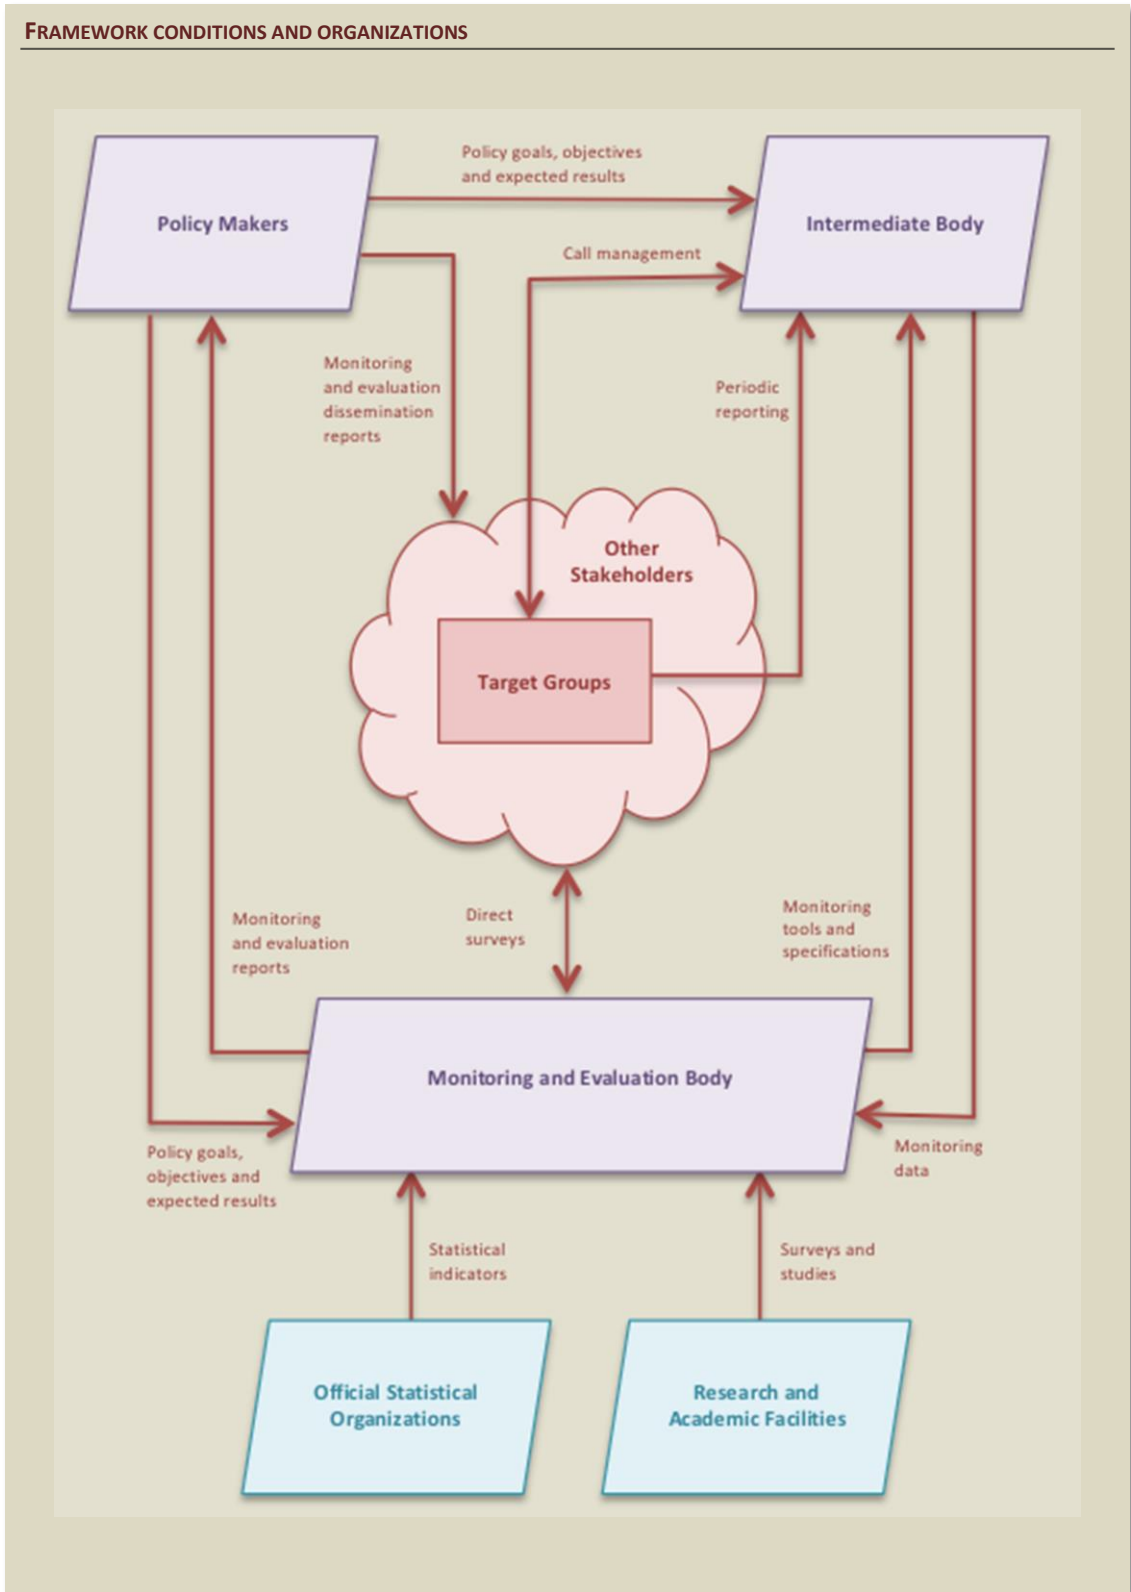 FRAMEWORK CONDITIONS AND ORGANIZATIONS
Policy Makers
Policy goals, objectives
and expected results
Intermediate Body
Call management
Monitoring
and evaluation
dissemination
reports
Periodic
reporting
Other
Stakeholders
Target Groups
Monitoring
and evaluation
reports
Direct
surveys
Monitoring
tools and
specifications
Monitoring and Evaluation Body
Policy goals,
objectives and
expected results
Monitoring
data
Statistical
indicators
Surveys and
studies
Official Statistical
Organizations
Research and
Academic Facilities